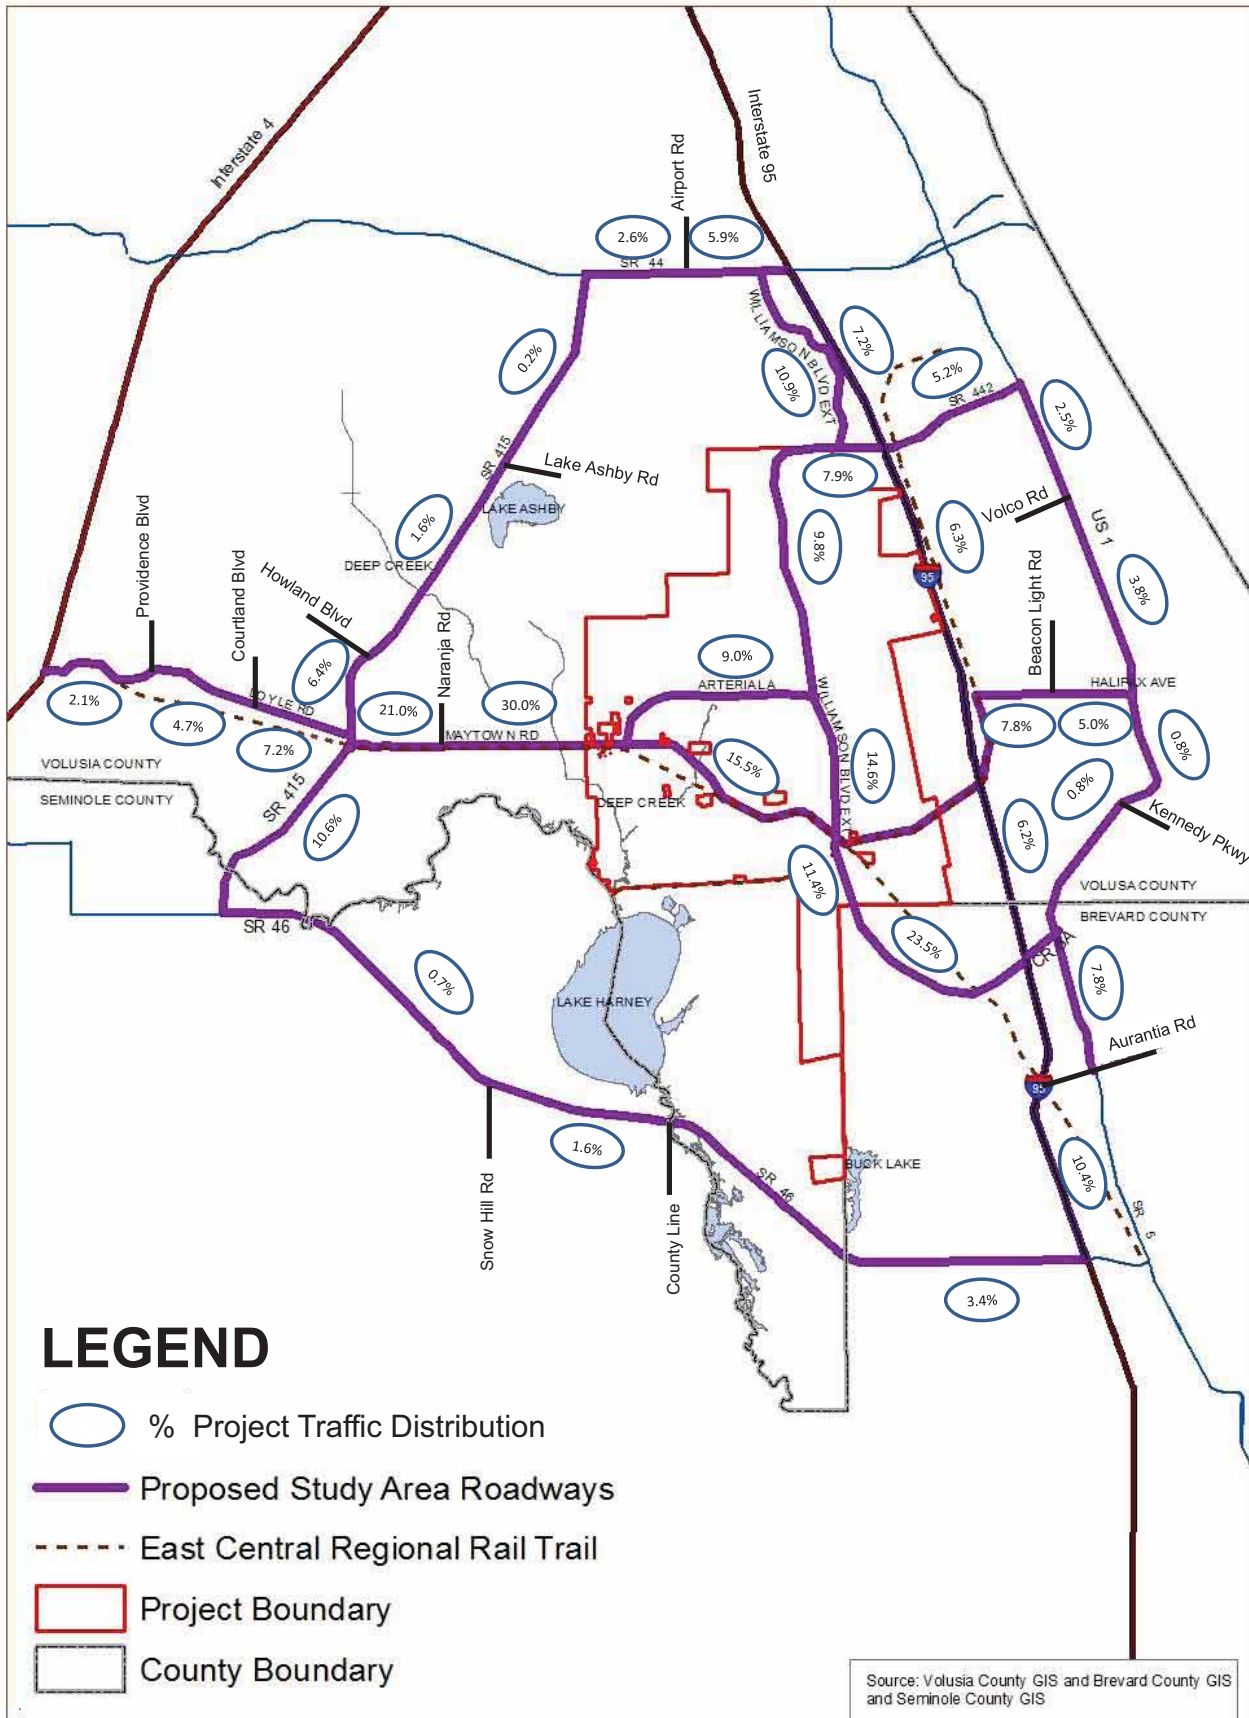 Interstate 4
Interstate 95
Airport Rd
2.6%
5.9%
SR 44
WILLIAMSON BLVD EXT
7.2%
0.2%
10.9%
5.2%
SR 442
2.5%
SR 415
Lake Ashby Rd
7.9%
LAKE ASHBY
Volco Rd
US 1
1.6%
9.8%
6.3%
DEEP CREEK
95
3.8%
Providence Blvd
Courtland Blvd
Howland Blvd
Naranja Rd
Beacon Light Rd
6.4%
9.0%
ARTERIAL A
HALIFAX AVE
2.1%
DOYLE RD
21.0%
30.0%
WILLIAMSON BLVD EXT
4.7%
7.8%
5.0%
7.2%
MAYTOWN RD
0.8%
VOLUSIA COUNTY
15.5%
14.6%
0.8%
SEMINOLE COUNTY
SR 415
10.6%
DEEP CREEK
6.2%
Kennedy Pkwy
11.4%
VOLUSA COUNTY
BREVARD COUNTY
SR 46
23.5%
CR 5A
0.7%
7.8%
LAKE HARNEY
Aurantia Rd
95
1.6%
BUCK LAKE
10.4%
SR 46
SR 5
Snow Hill Rd
County Line
3.4%
LEGEND
% Project Traffic Distribution
Proposed Study Area Roadways
East Central Regional Rail Trail
Project Boundary
County Boundary
Source: Volusia County GIS and Brevard County GIS
and Seminole County GIS